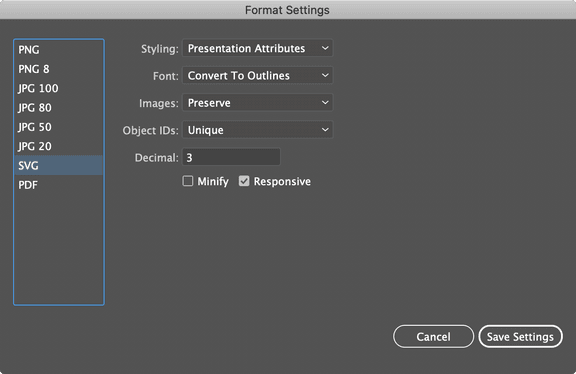 Format Settings
PNG
PNG 8
JPG 100
JPG 80
JPG 50
JPG 20
SVG
PDF
Styling: Presentation Attributes
Font: Convert To Outlines
Images: Preserve
Object IDs: Unique
Decimal: 3
Minify Responsive
Cancel Save Settings